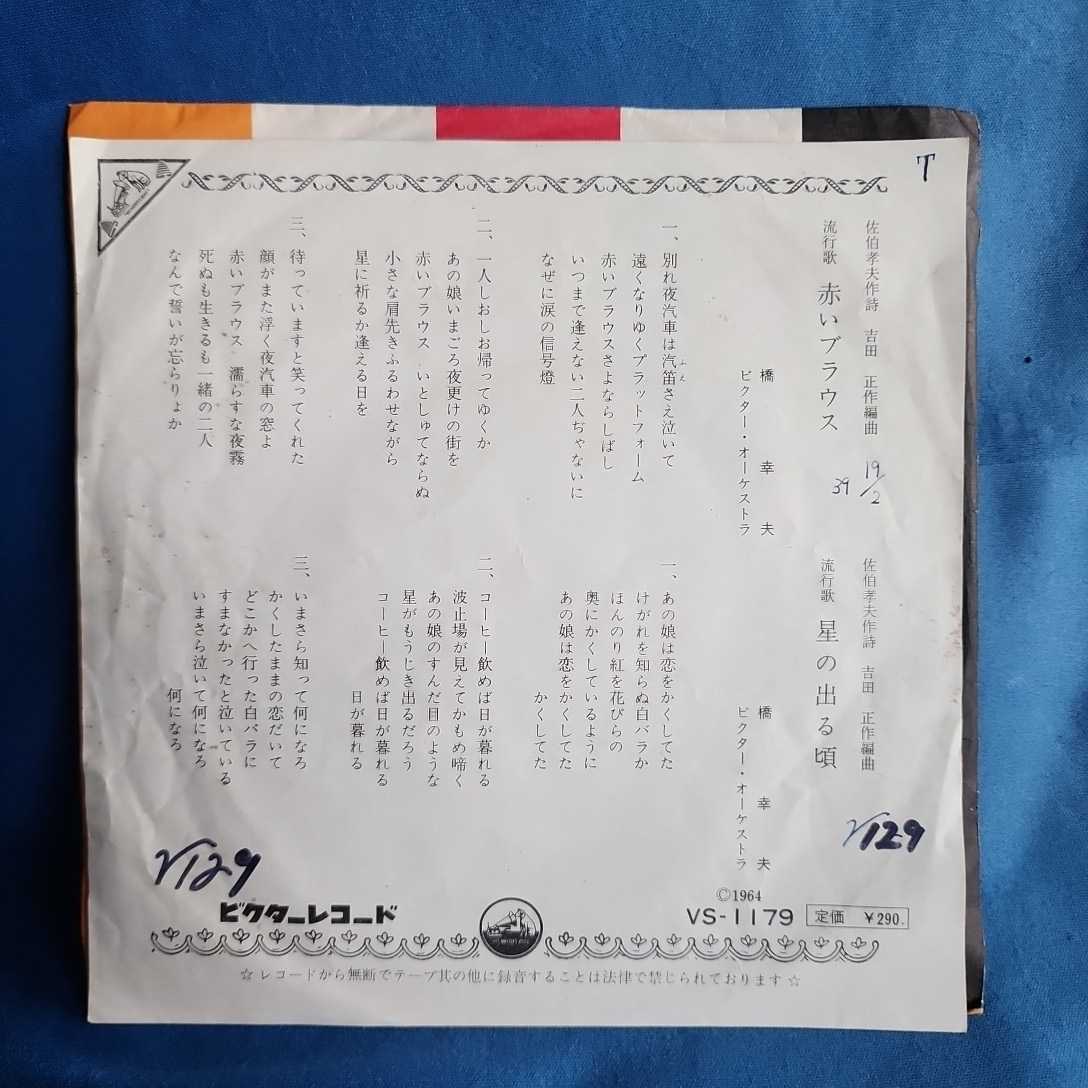 T
佐伯孝夫作詩 吉田 正作編曲
流行歌 赤いブラウス
19/2
39
橋 幸夫
ビクター・オーケストラ
一、別れ夜汽車は汽笛さえ泣いて
ふえ
遠くなりゆくプラットフォーム
赤いブラウスさよならしばし
いつまで逢えない二人ぢゃないに
なぜに涙の信号燈
二、一人しおしお帰ってゆくか
あの娘いまごろ夜更けの街を
赤いブラウス いとしゅてならぬ
小さな肩先きふるわせながら
星に祈るか逢える日を
三、待っていますと笑ってくれた
顔がまた浮く夜汽車の窓よ
赤いブラウス 濡らすな夜霧
死ぬも生きるも一緒の二人
なんで誓いが忘らりょか
佐伯孝夫作詩 吉田 正作編曲
流行歌 星の出る頃
橋 幸夫
ビクター・オーケストラ
一、あの娘は恋をかくしてた
けがれを知らぬ白バラか
ほんのり紅を花びらの
奥にかくしているように
あの娘は恋をかくしてた
かくしてた
二、コーヒー飲めば日が暮れる
波止場が見えてかもめ啼く
あの娘のすんだ目のような
星がもうじき出るだろう
コーヒー飲めば日が暮れる
日が暮れる
三、いまさら知って何になろ
かくしたままの恋だいて
どこかへ行った白バラに
すまなかったと泣いている
いまさら泣いて何になろ
何になろ
V129
V129
ビクターレコード
©1964
VS-1179 定価 ￥290.
☆レコードから無断でテープ其の他に録音することは法律で禁じられております☆